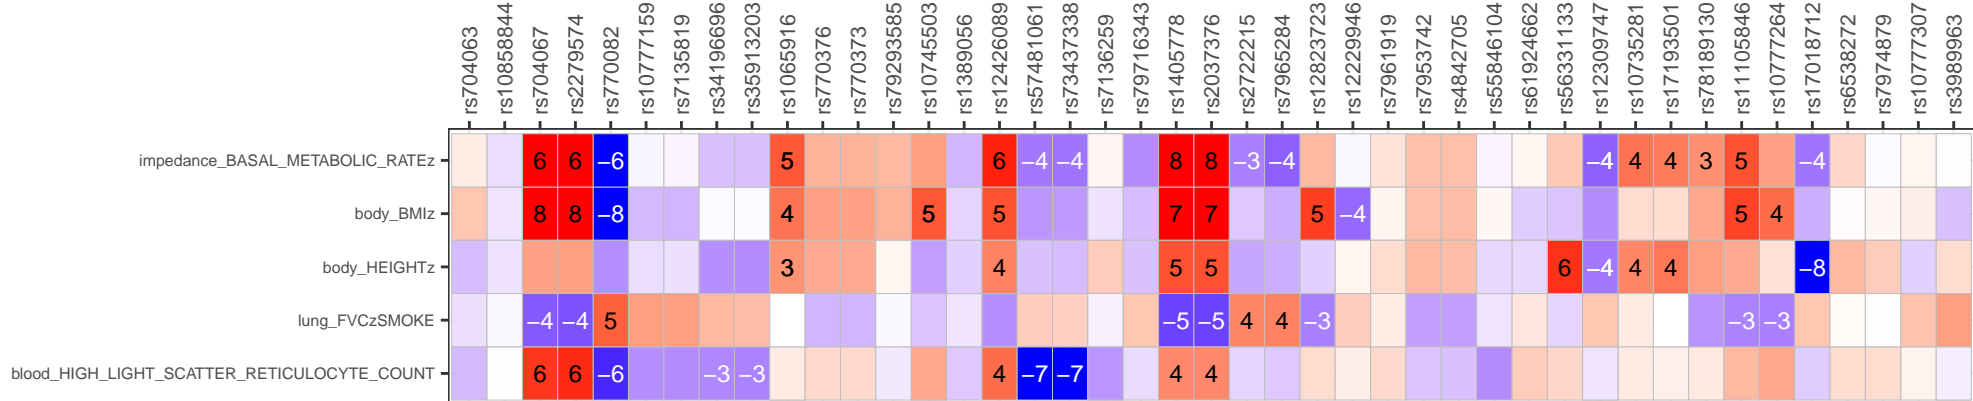 rs704063
rs10858844
rs704067
rs2279574
rs770082
rs10777159
rs7135819
rs34196696
rs35913203
rs1065916
rs770376
rs770373
rs79293585
rs10745503
rs1389056
rs12426089
rs57481061
rs73437338
rs71362559
rs79716343
rs1405778
rs2037376
rs2722215
rs7965284
rs12823723
rs12229946
rs7961919
rs7953742
rs4842705
rs55846104
rs61924662
rs56331133
rs12309747
rs10735281
rs17193501
rs78189130
rs11105846
rs10777264
rs17018712
rs6538272
rs7974879
rs10777307
rs3989963
impedance_BASAL_METABOLIC_RATEz 6 6 −6 5 6 −4 −4 8 8 −3 −4 −4 4 4 3 5 −4
body_BMIz 8 8 −8 4 5 5 7 7 5 −4 5 4
body_HEIGHTz 3 4 5 5 6 −4 4 4 −8
lung_FVCzSMOKE −4 −4 5 −5 −5 4 4 −3 −3 −3
blood_HIGH_LIGHT_SCATTER_RETICULOCYTE_COUNT 6 6 −6 −3 −3 4 −7 −7 4 4